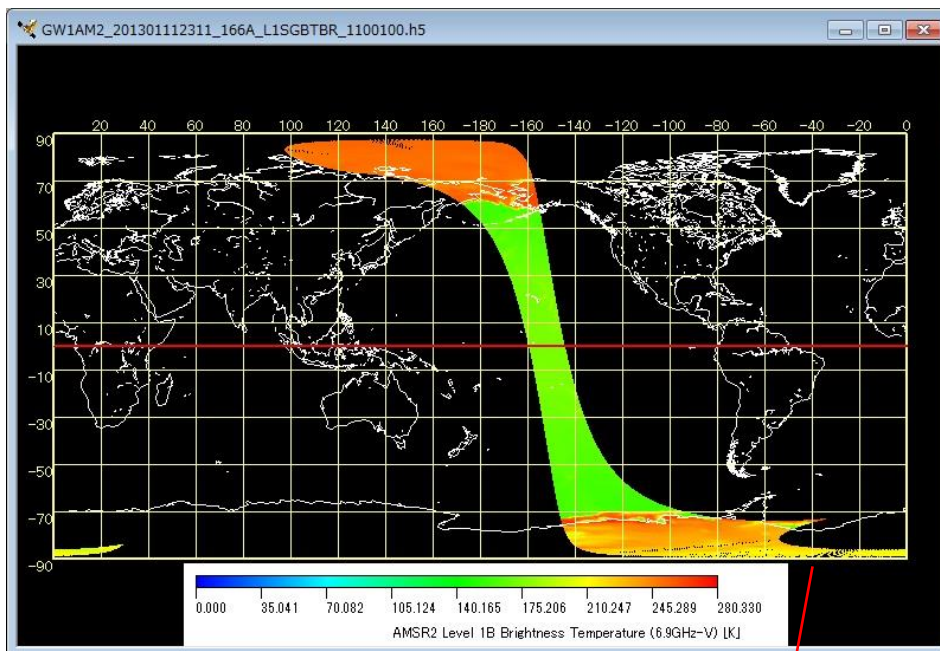 GW1AM2_201301112311_166A_L1SGBTBR_1100100.h5
20 40 60 80 100 120 140 160 180 -160 -140 -120 -100 -80 -60 -40 -20 0
90
70
50
30
10
-10
-30
-50
-70
-90
0.000 35.041 70.082 105.124 140.165 175.206 210.247 245.289 280.330
AMSR2 Level 1B Brightness Temperature (6.9GHz-V) [K]